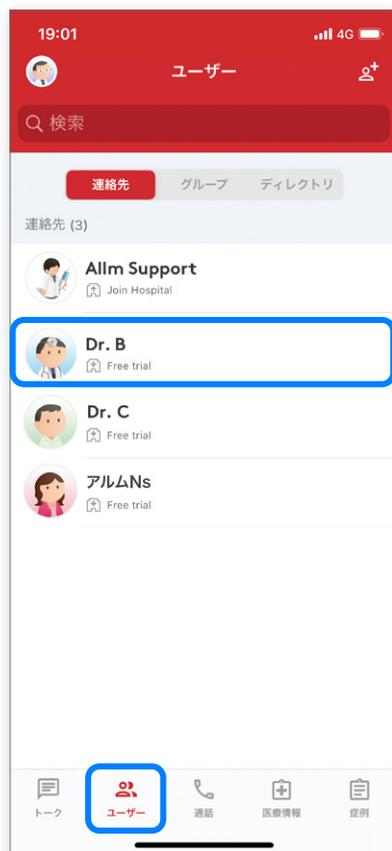 19:01
4G
ユーザー
検索
連絡先
グループ
ディレクトリ
連絡先 (3)
Allm Support
Join Hospital
Dr. B
Free trial
Dr. C
Free trial
アルムNs
Free trial
トーク
ユーザー
通話
医療情報
症例